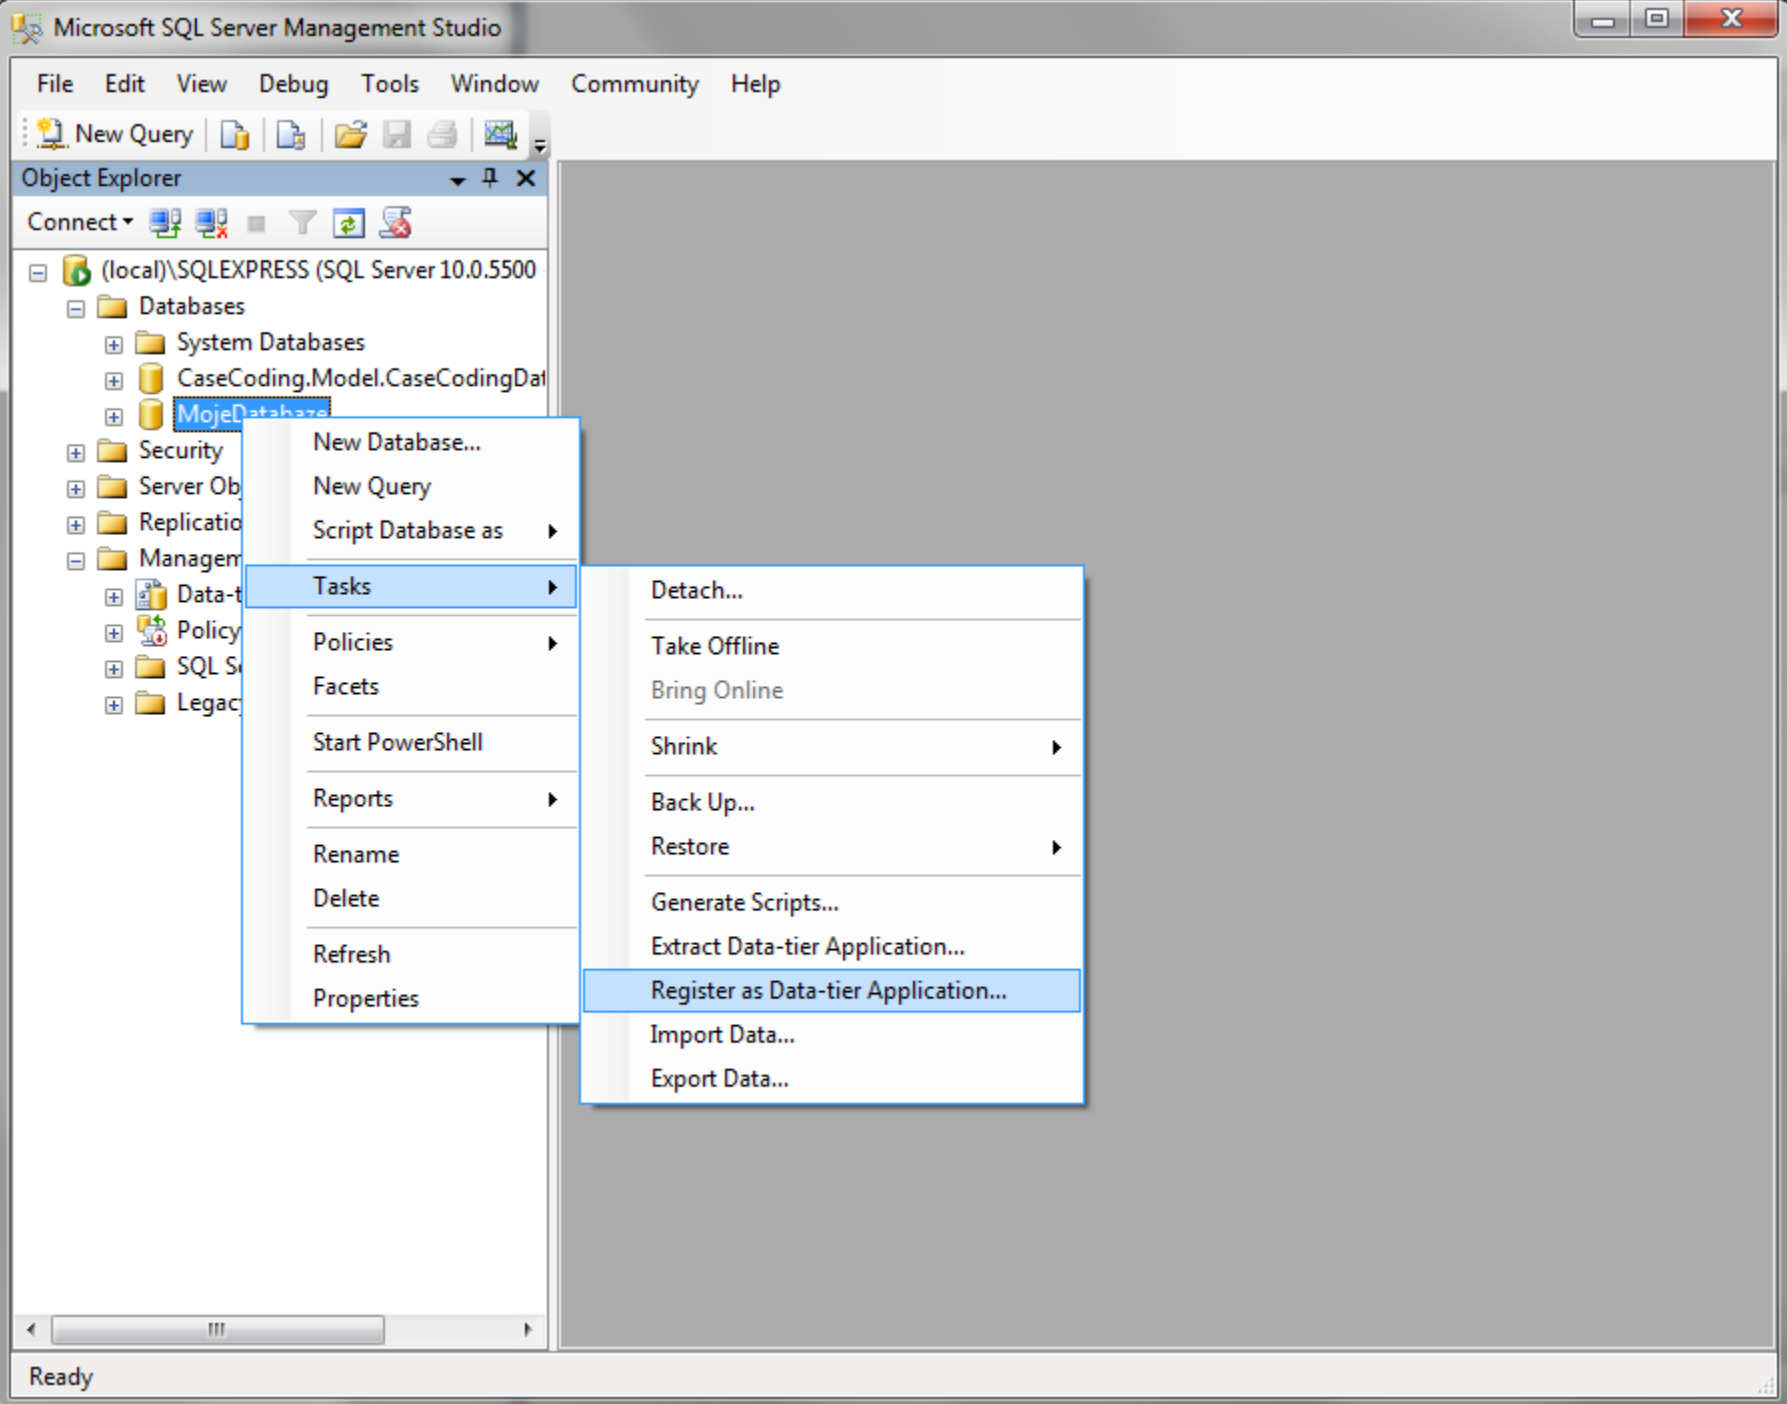 Microsoft SQL Server Management Studio
File Edit View Debug Tools Window Community Help
New Query
Object Explorer
Connect
(local)\SQLEXPRESS (SQL Server 10.0.5500
Databases
System Databases
CaseCoding.Model.CaseCodingDat
MojeDatabaze
Security
Server Ob
Replicatio
Managem
Data-t
Policy
SQL Se
Legac
New Database...
New Query
Script Database as
Tasks
Policies
Facets
Start PowerShell
Reports
Rename
Delete
Refresh
Properties
Detach...
Take Offline
Bring Online
Shrink
Back Up...
Restore
Generate Scripts...
Extract Data-tier Application...
Register as Data-tier Application...
Import Data...
Export Data...
Ready